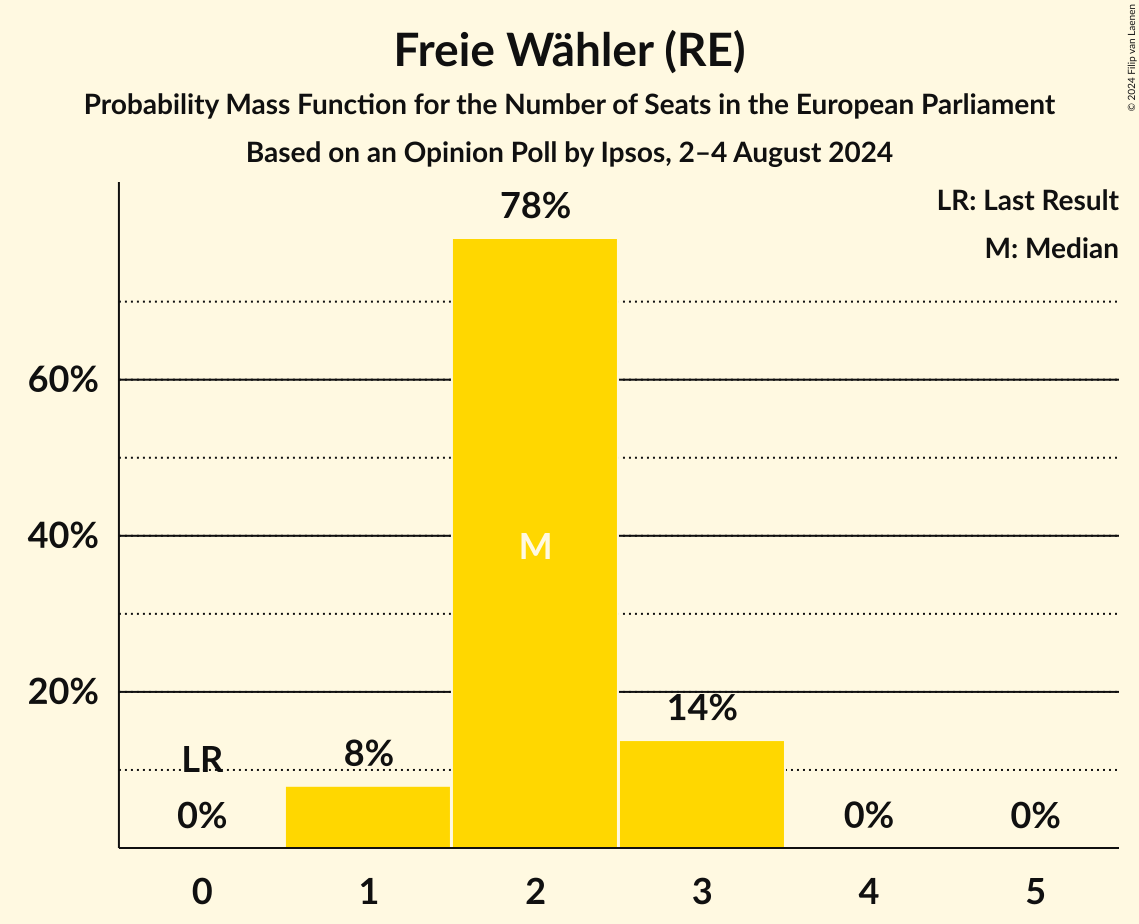 Freie Wähler (RE)
Probability Mass Function for the Number of Seats in the European Parliament
Based on an Opinion Poll by Ipsos, 2–4 August 2024
© 2024 Filip van Laenen
LR: Last Result
M: Median
78%
60%
40%
M
20%
14%
LR
8%
0%
0%
0%
0 1 2 3 4 5